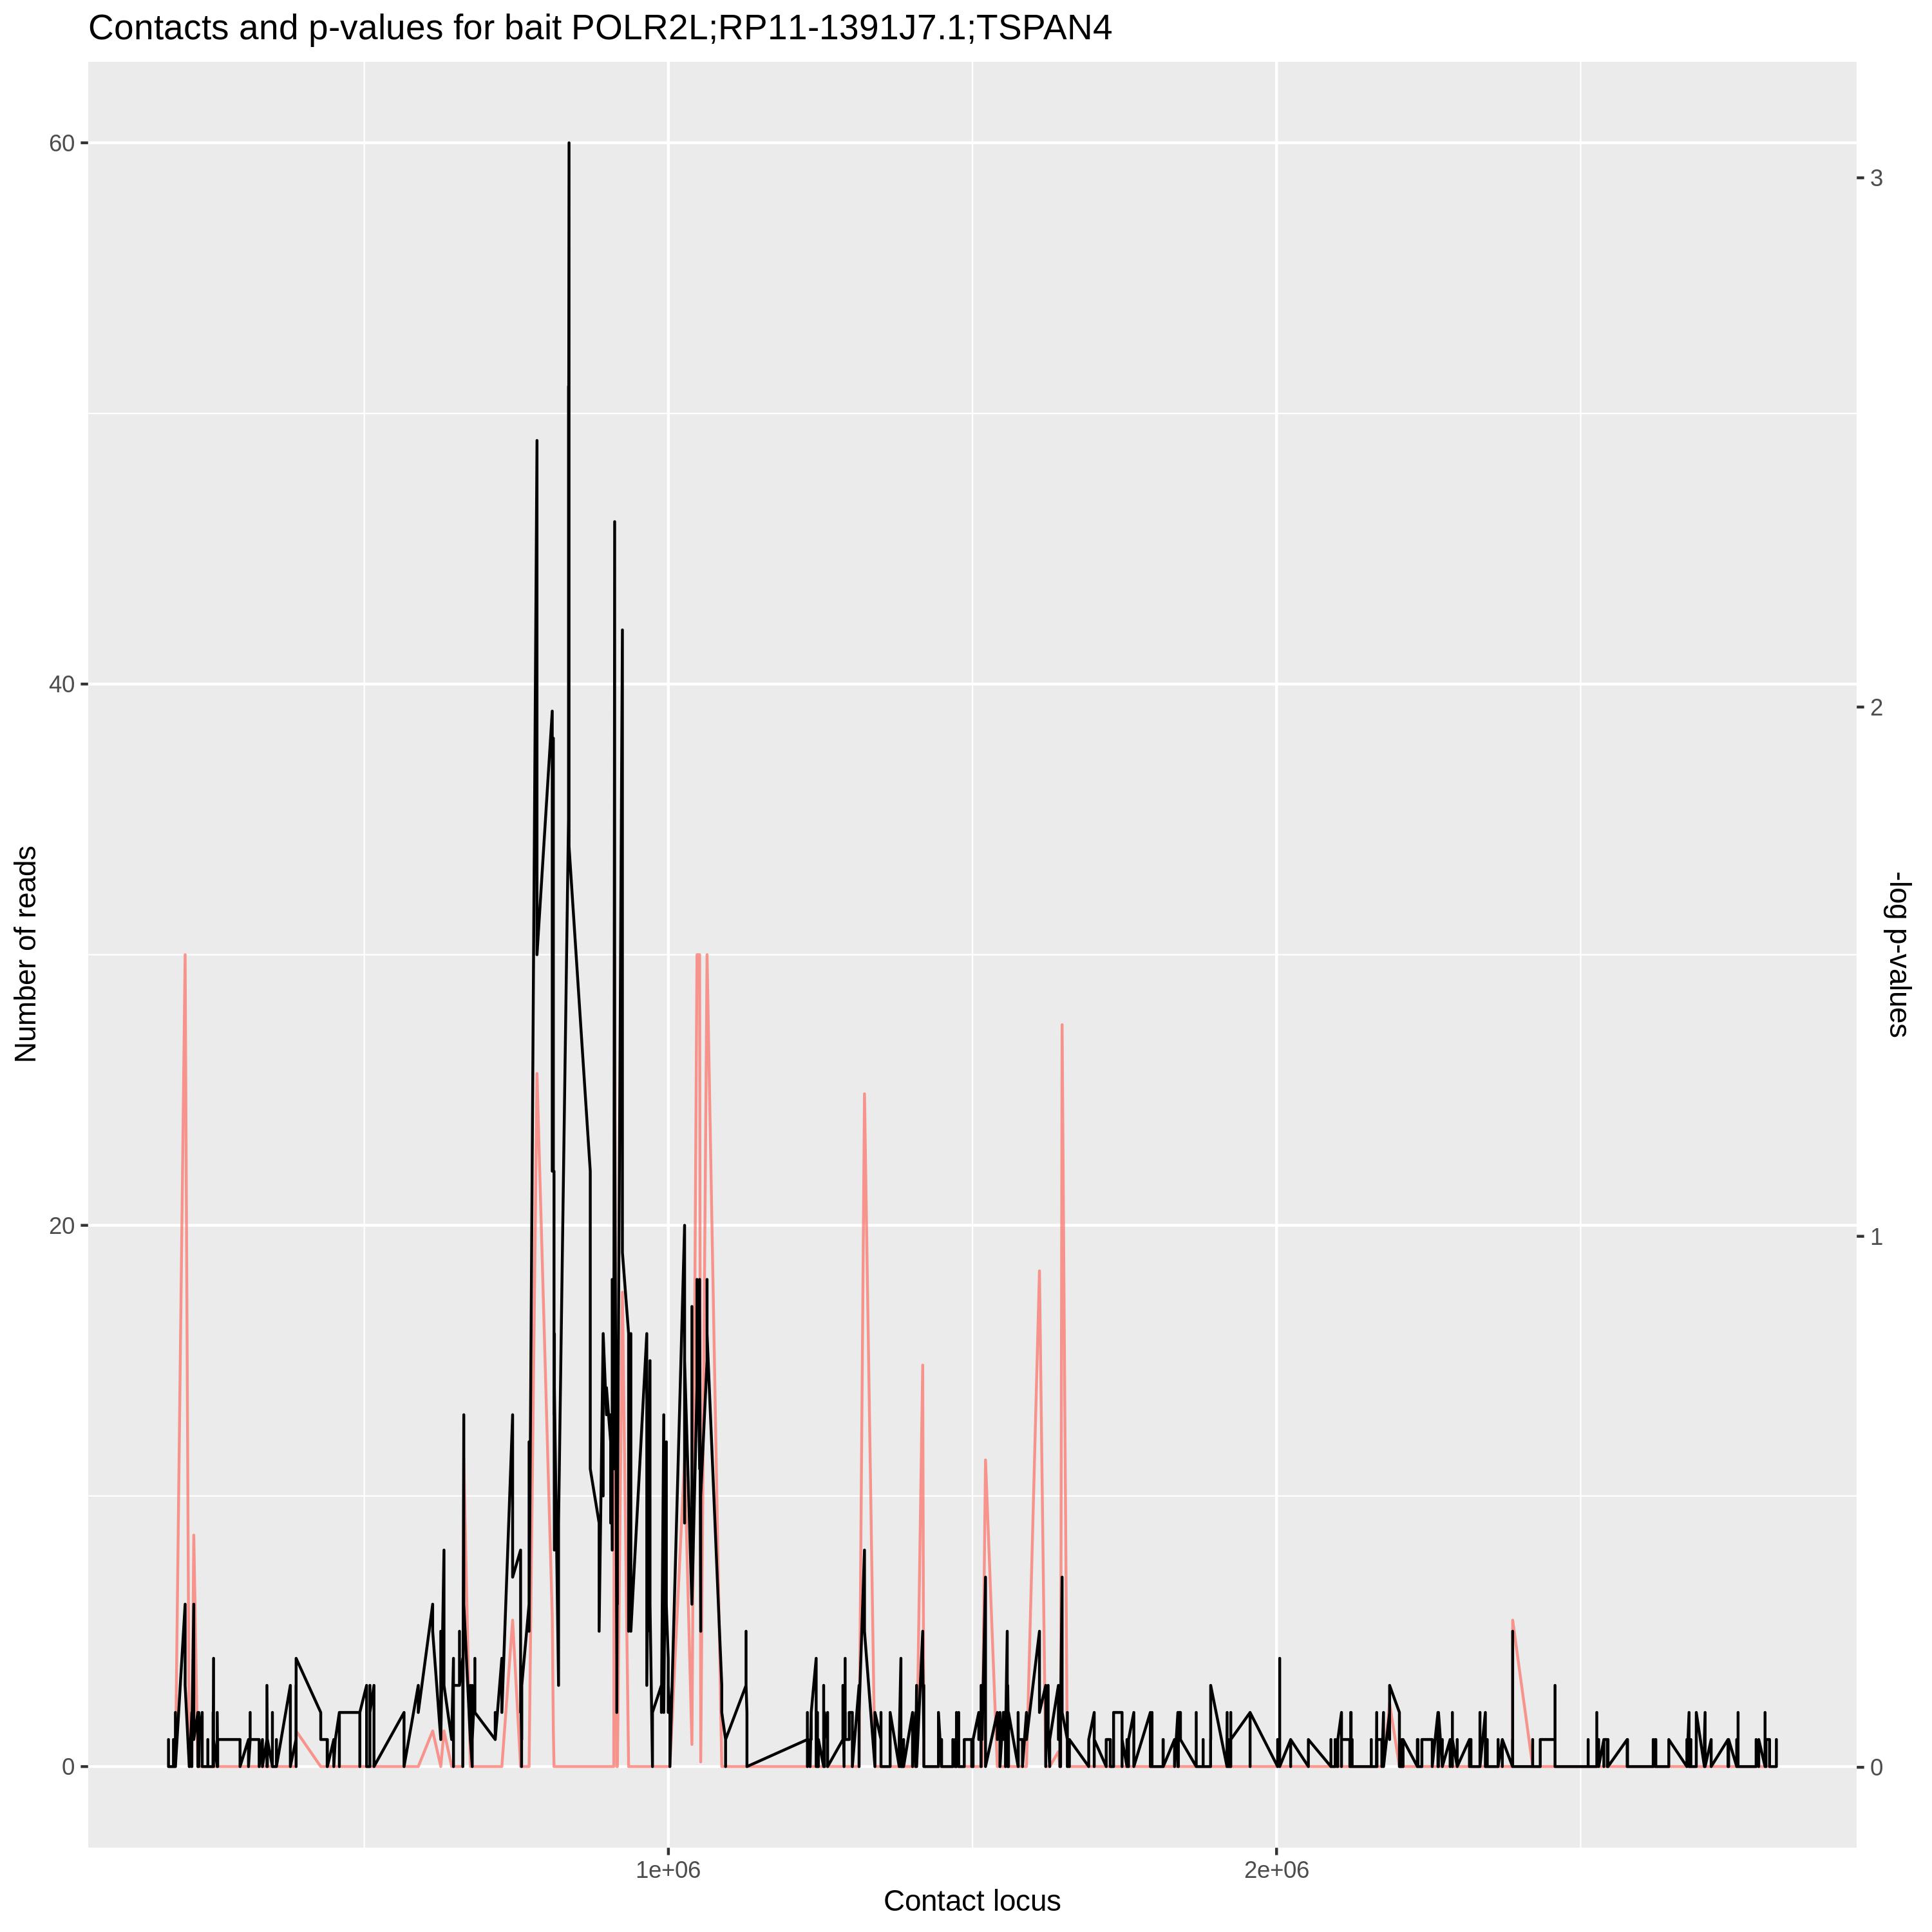 Contacts and p-values for bait POLR2L;RP11-1391J7.1;TSPAN4
60
40
20
0
Number of reads
3
2
1
0
-log p-values
1e+06
2e+06
Contact locus